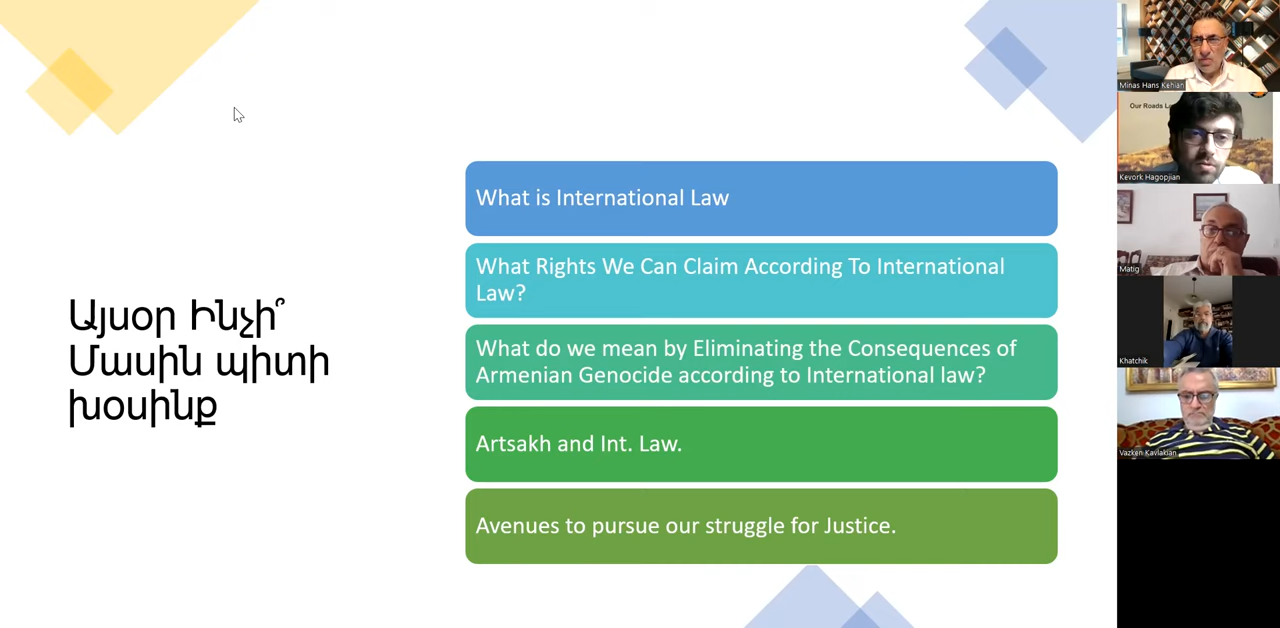 Այսօր Ինչի՞
Մասին պիտի
խօսինք
What is International Law
What Rights We Can Claim According To International
Law?
What do we mean by Eliminating the Consequences of
Armenian Genocide according to International law?
Artsakh and Int. Law.
Avenues to pursue our struggle for Justice.
Minas Hans Kehian
Our Roads
Kevork Hagopjian
Matig
Khatchik
Vazken Kavlakian